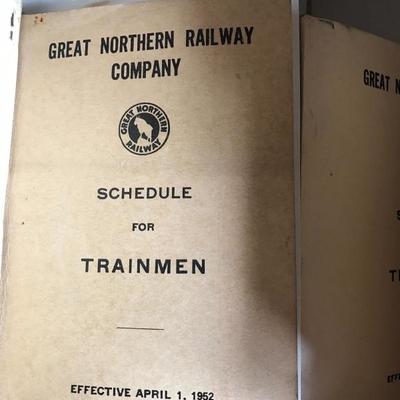 GREAT NORTHERN RAILWAY
COMPANY
GREAT NORTHERN
RAILWAY
SCHEDULE
FOR
TRAINMEN
EFFECTIVE APRIL 1, 1952
GREAT